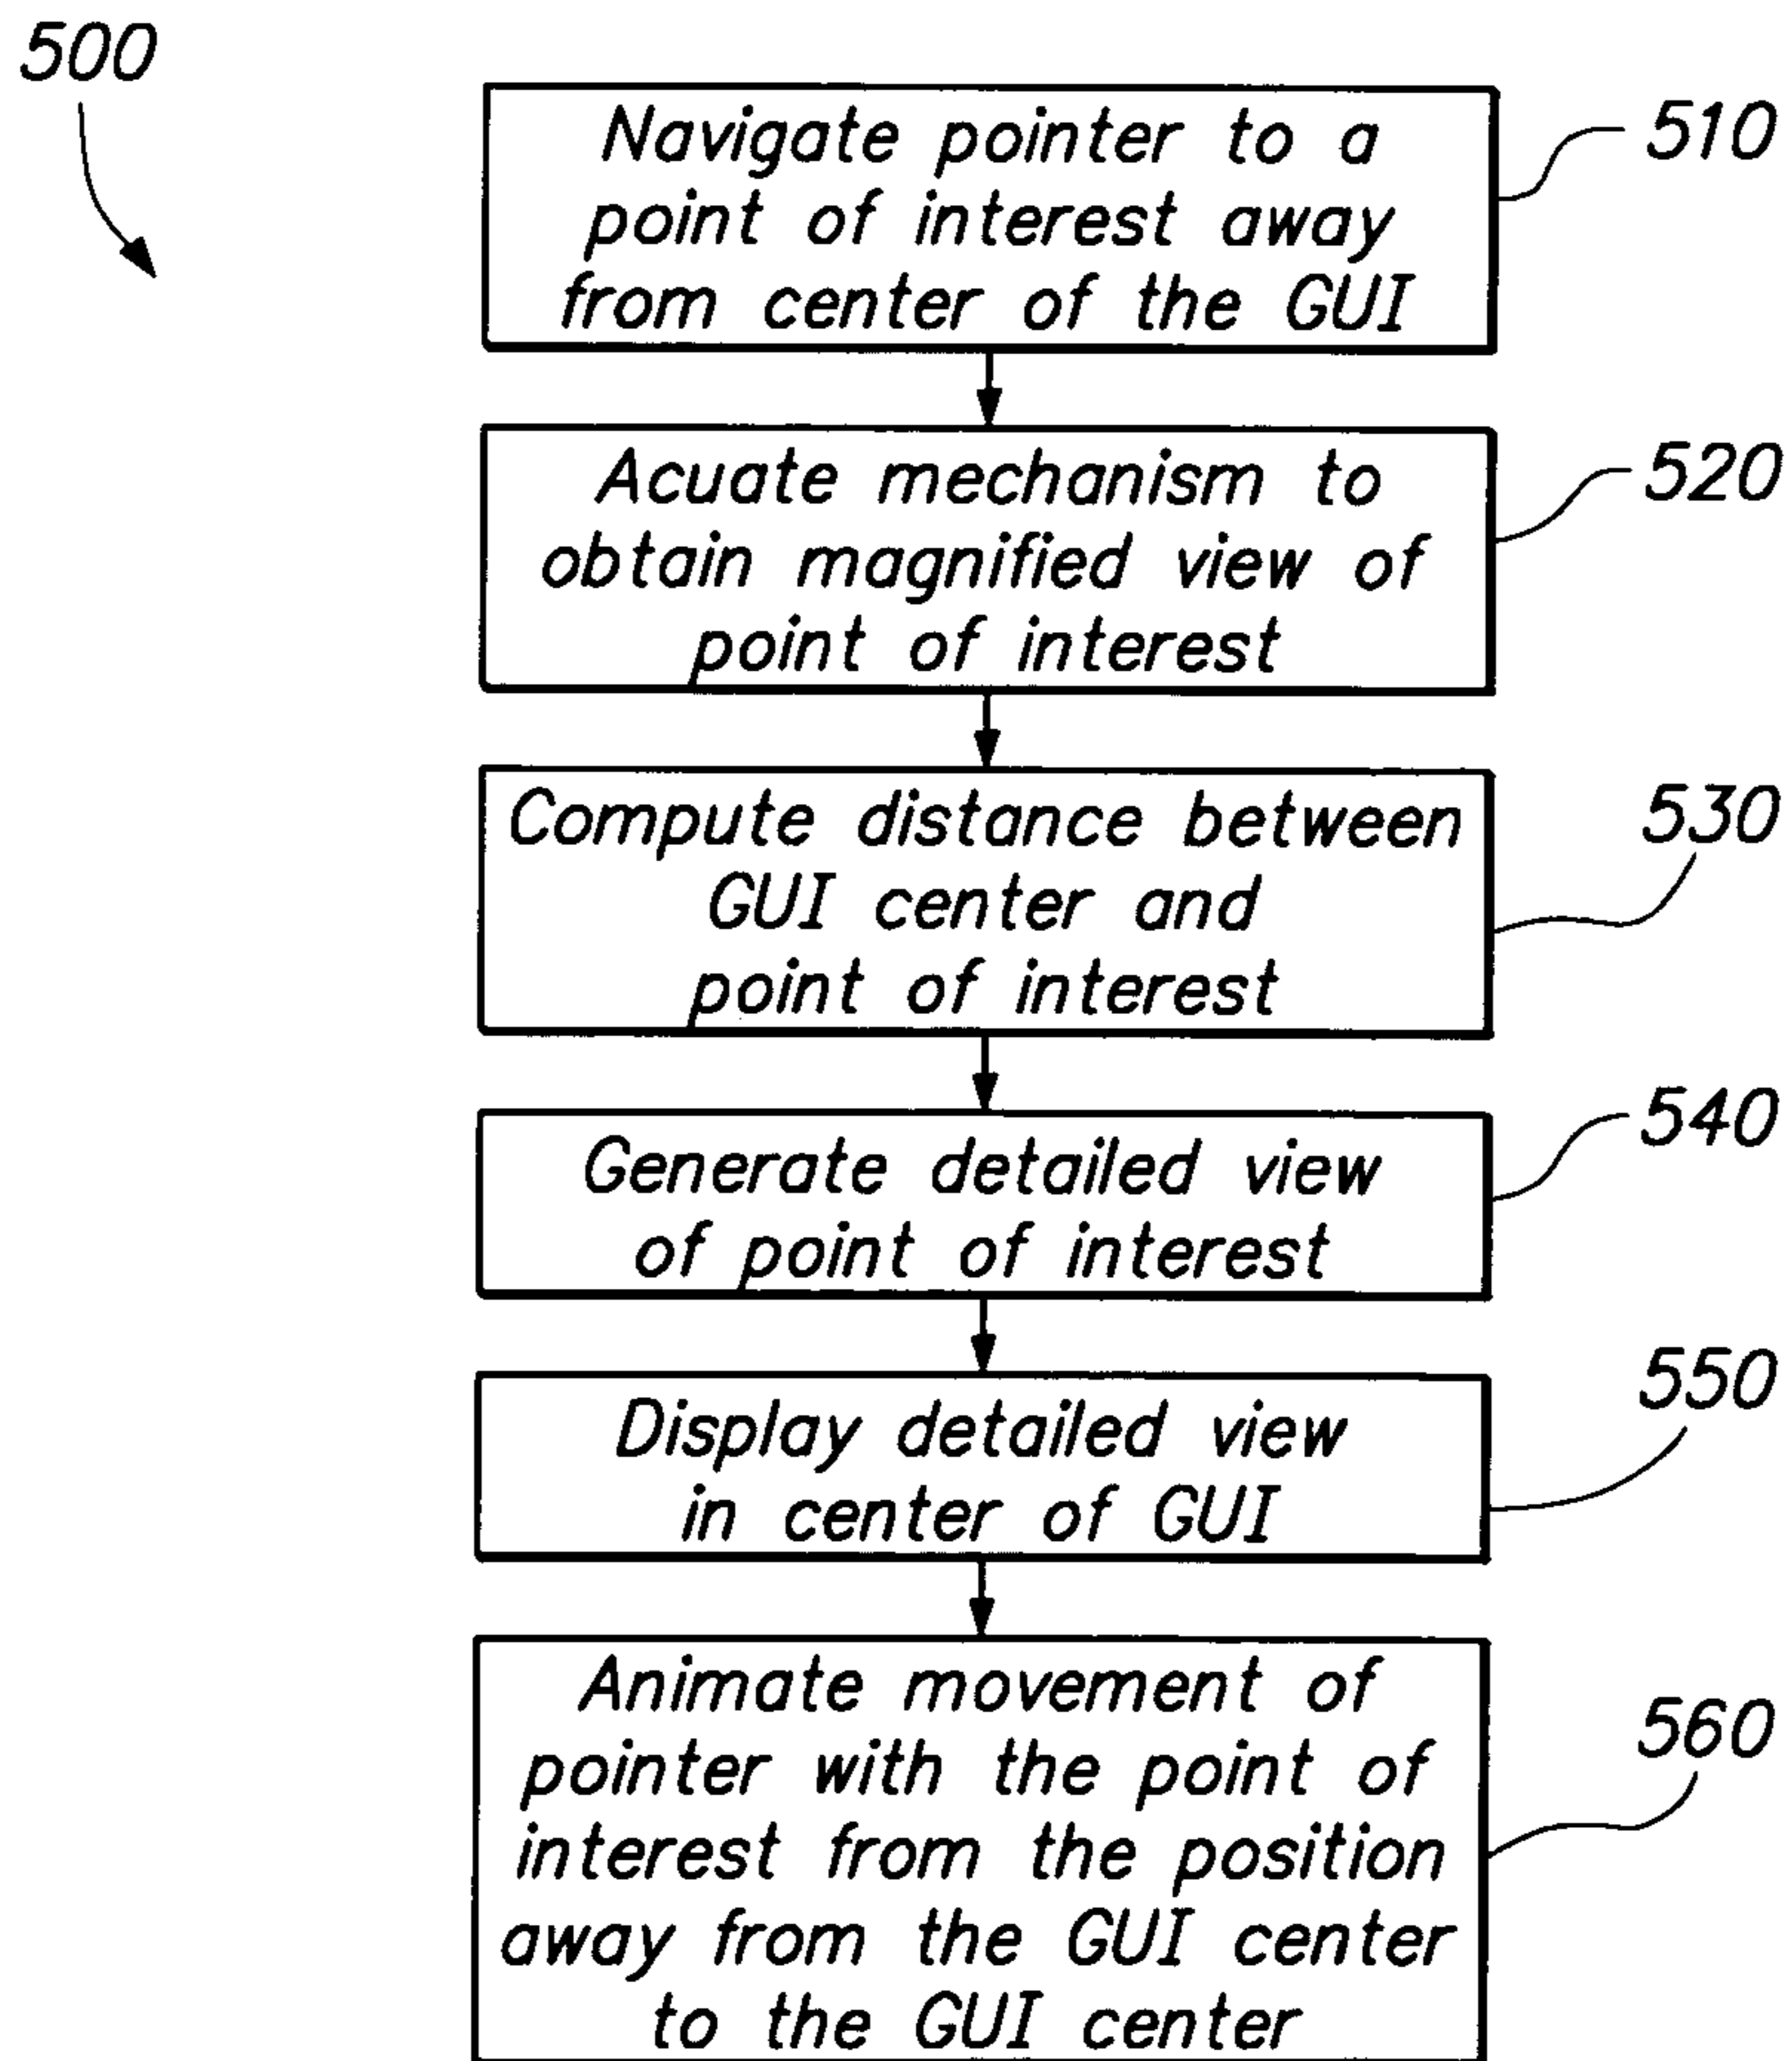 500
Navigate pointer to a
point of interest away
from center of the GUI
510
Acuate mechanism to
obtain magnified view of
point of interest
520
Compute distance between
GUI center and
point of interest
530
Generate detailed view
of point of interest
540
Display detailed view
in center of GUI
550
Animate movement of
pointer with the point of
interest from the position
away from the GUI center
to the GUI center
560